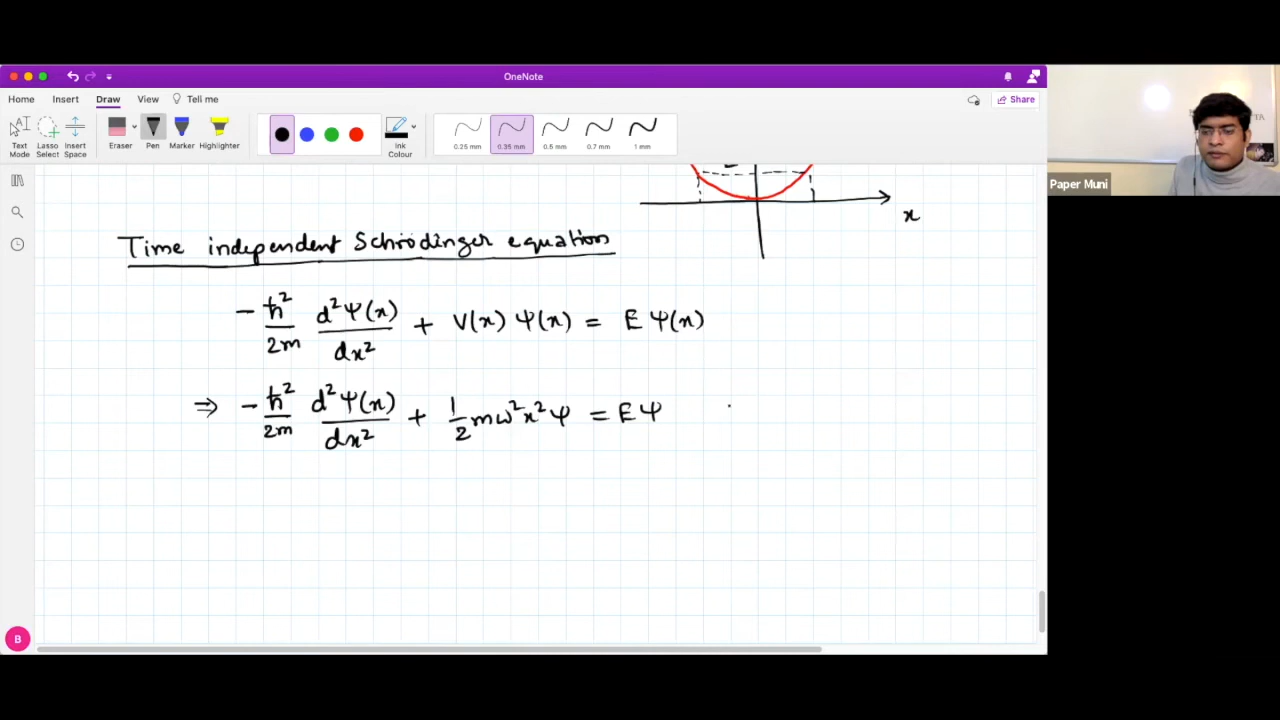 OneNote
Home Insert Draw View Tell me Share
Text Mode Lasso Select Insert Space Eraser Pen Marker Highlighter Ink Colour 0.25 mm 0.35 mm 0.5 mm 0.7 mm 1 mm
Paper Muni
x
Time independent Schrödinger equation
-ℏ²/2m d²Ψ(x)/dx² + V(x) Ψ(x) = E Ψ(x)
⇒ -ℏ²/2m d²Ψ(x)/dx² + 1/2 mω²x²Ψ = EΨ
B